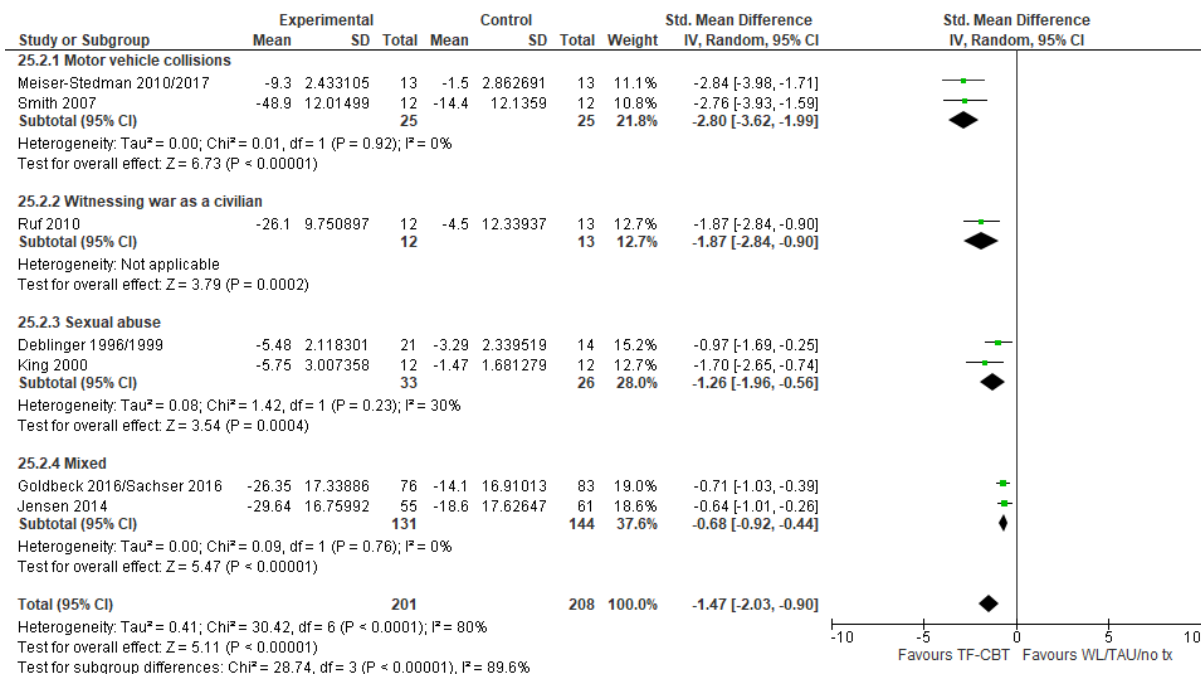 Experimental Control Std. Mean Difference Std. Mean Difference
Study or Subgroup Mean SD Total Mean SD Total Weight IV, Random, 95% CI IV, Random, 95% CI
25.2.1 Motor vehicle collisions
Meiser-Stedman 2010/2017 -9.3 2.433105 13 -1.5 2.862691 13 11.1% -2.84 [-3.98, -1.71]
Smith 2007 -48.9 12.01499 12 -14.4 12.1359 12 10.8% -2.76 [-3.93, -1.59]
Subtotal (95% CI) 25 25 21.8% -2.80 [-3.62, -1.99]
Heterogeneity: Tau² = 0.00; Chi² = 0.01, df = 1 (P = 0.92); I² = 0%
Test for overall effect: Z = 6.73 (P < 0.00001)
25.2.2 Witnessing war as a civilian
Ruf 2010 -26.1 9.750897 12 -4.5 12.33937 13 12.7% -1.87 [-2.84, -0.90]
Subtotal (95% CI) 12 13 12.7% -1.87 [-2.84, -0.90]
Heterogeneity: Not applicable
Test for overall effect: Z = 3.79 (P = 0.0002)
25.2.3 Sexual abuse
Deblinger 1996/1999 -5.48 2.118301 21 -3.29 2.339519 14 15.2% -0.97 [-1.69, -0.25]
King 2000 -5.75 3.007358 12 -1.47 1.681279 12 12.7% -1.70 [-2.65, -0.74]
Subtotal (95% CI) 33 26 28.0% -1.26 [-1.96, -0.56]
Heterogeneity: Tau² = 0.08; Chi² = 1.42, df = 1 (P = 0.23); I² = 30%
Test for overall effect: Z = 3.54 (P = 0.0004)
25.2.4 Mixed
Goldbeck 2016/Sachser 2016 -26.35 17.33886 76 -14.1 16.91013 83 19.0% -0.71 [-1.03, -0.39]
Jensen 2014 -29.64 16.75992 55 -18.6 17.62647 61 18.6% -0.64 [-1.01, -0.26]
Subtotal (95% CI) 131 144 37.6% -0.68 [-0.92, -0.44]
Heterogeneity: Tau² = 0.00; Chi² = 0.09, df = 1 (P = 0.76); I² = 0%
Test for overall effect: Z = 5.47 (P < 0.00001)
Total (95% CI) 201 208 100.0% -1.47 [-2.03, -0.90]
Heterogeneity: Tau² = 0.41; Chi² = 30.42, df = 6 (P < 0.0001); I² = 80%
Test for overall effect: Z = 5.11 (P < 0.00001)
Test for subgroup differences: Chi² = 28.74, df = 3 (P < 0.00001), I² = 89.6%
-10 -5 0 5 10
Favours TF-CBT Favours WL/TAU/no tx